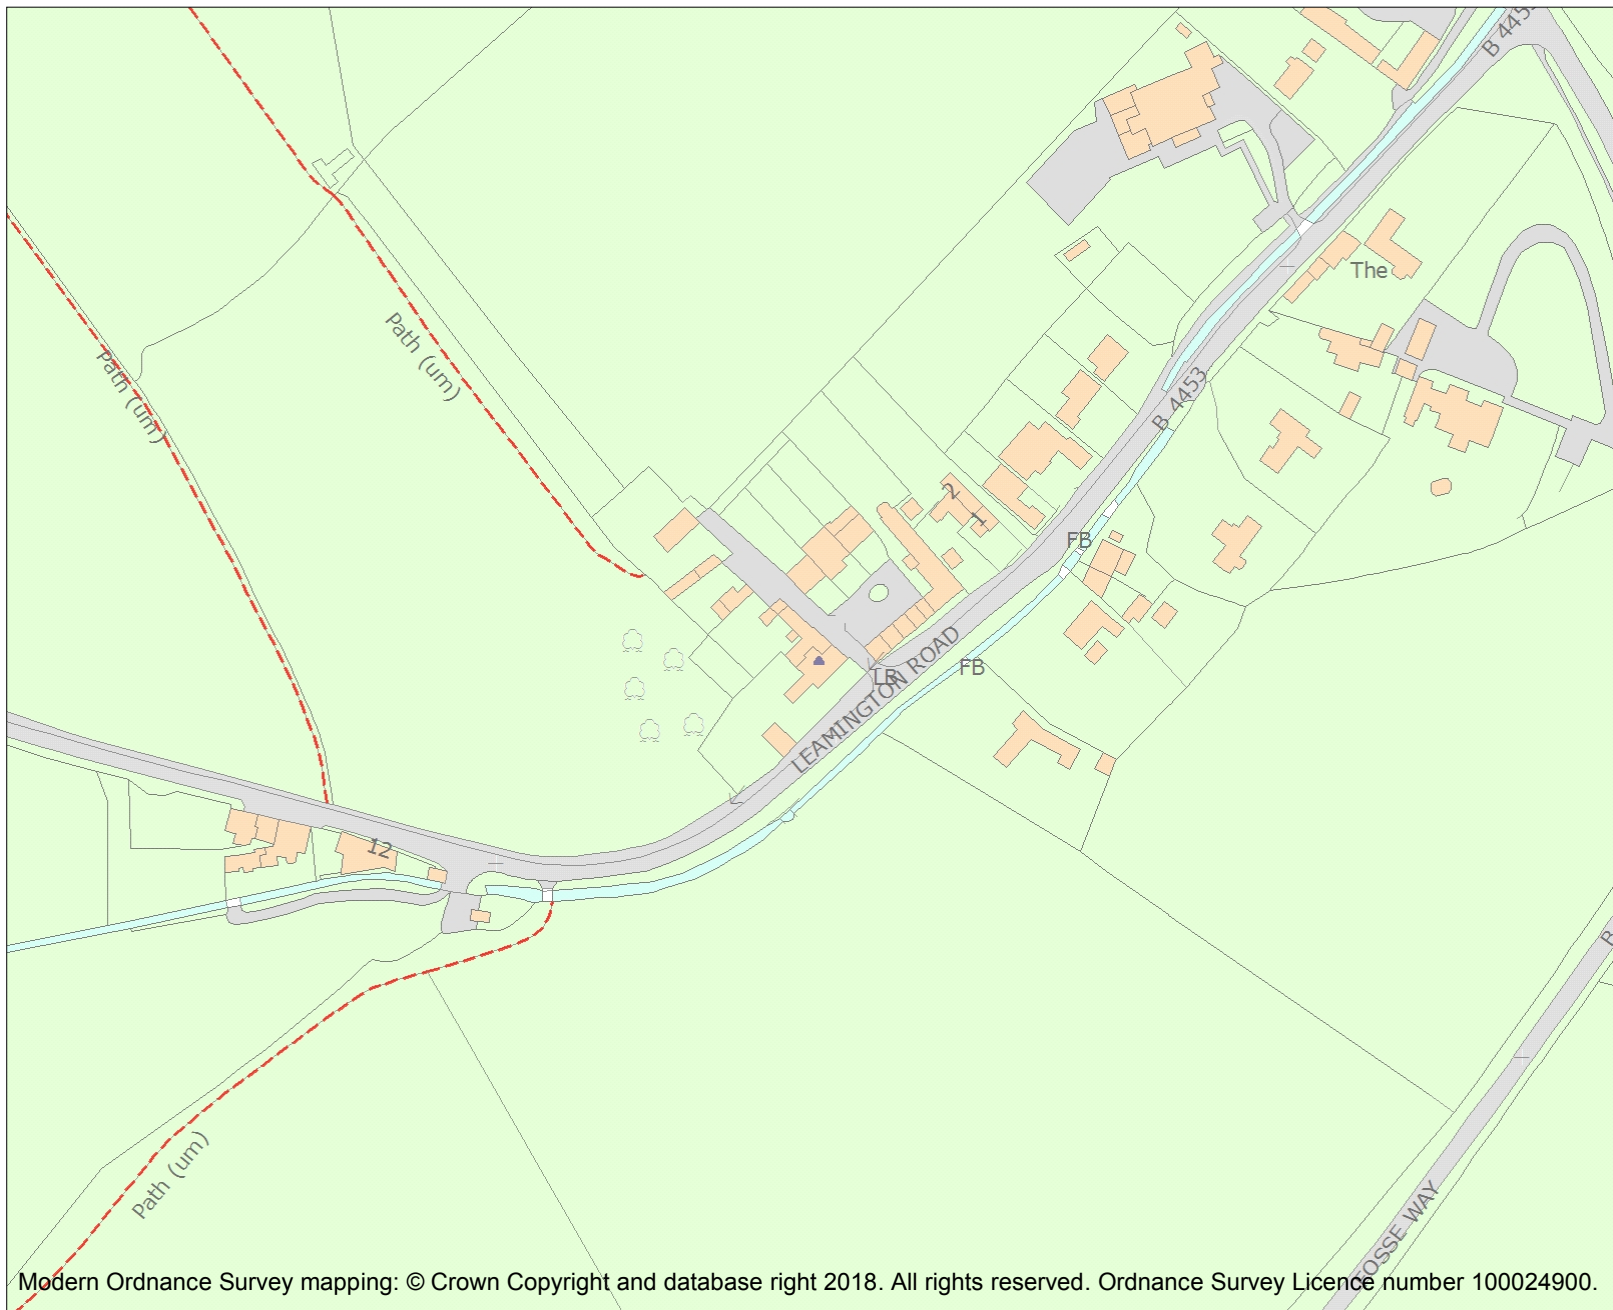 B 445
The
Path (um)
Path (um)
B 4453
2
1
FB
LEAMINGTON ROAD
FB
LB
12
B
Path (um)
FOSSE WAY
Modern Ordnance Survey mapping: © Crown Copyright and database right 2018. All rights reserved. Ordnance Survey Licence number 100024900.